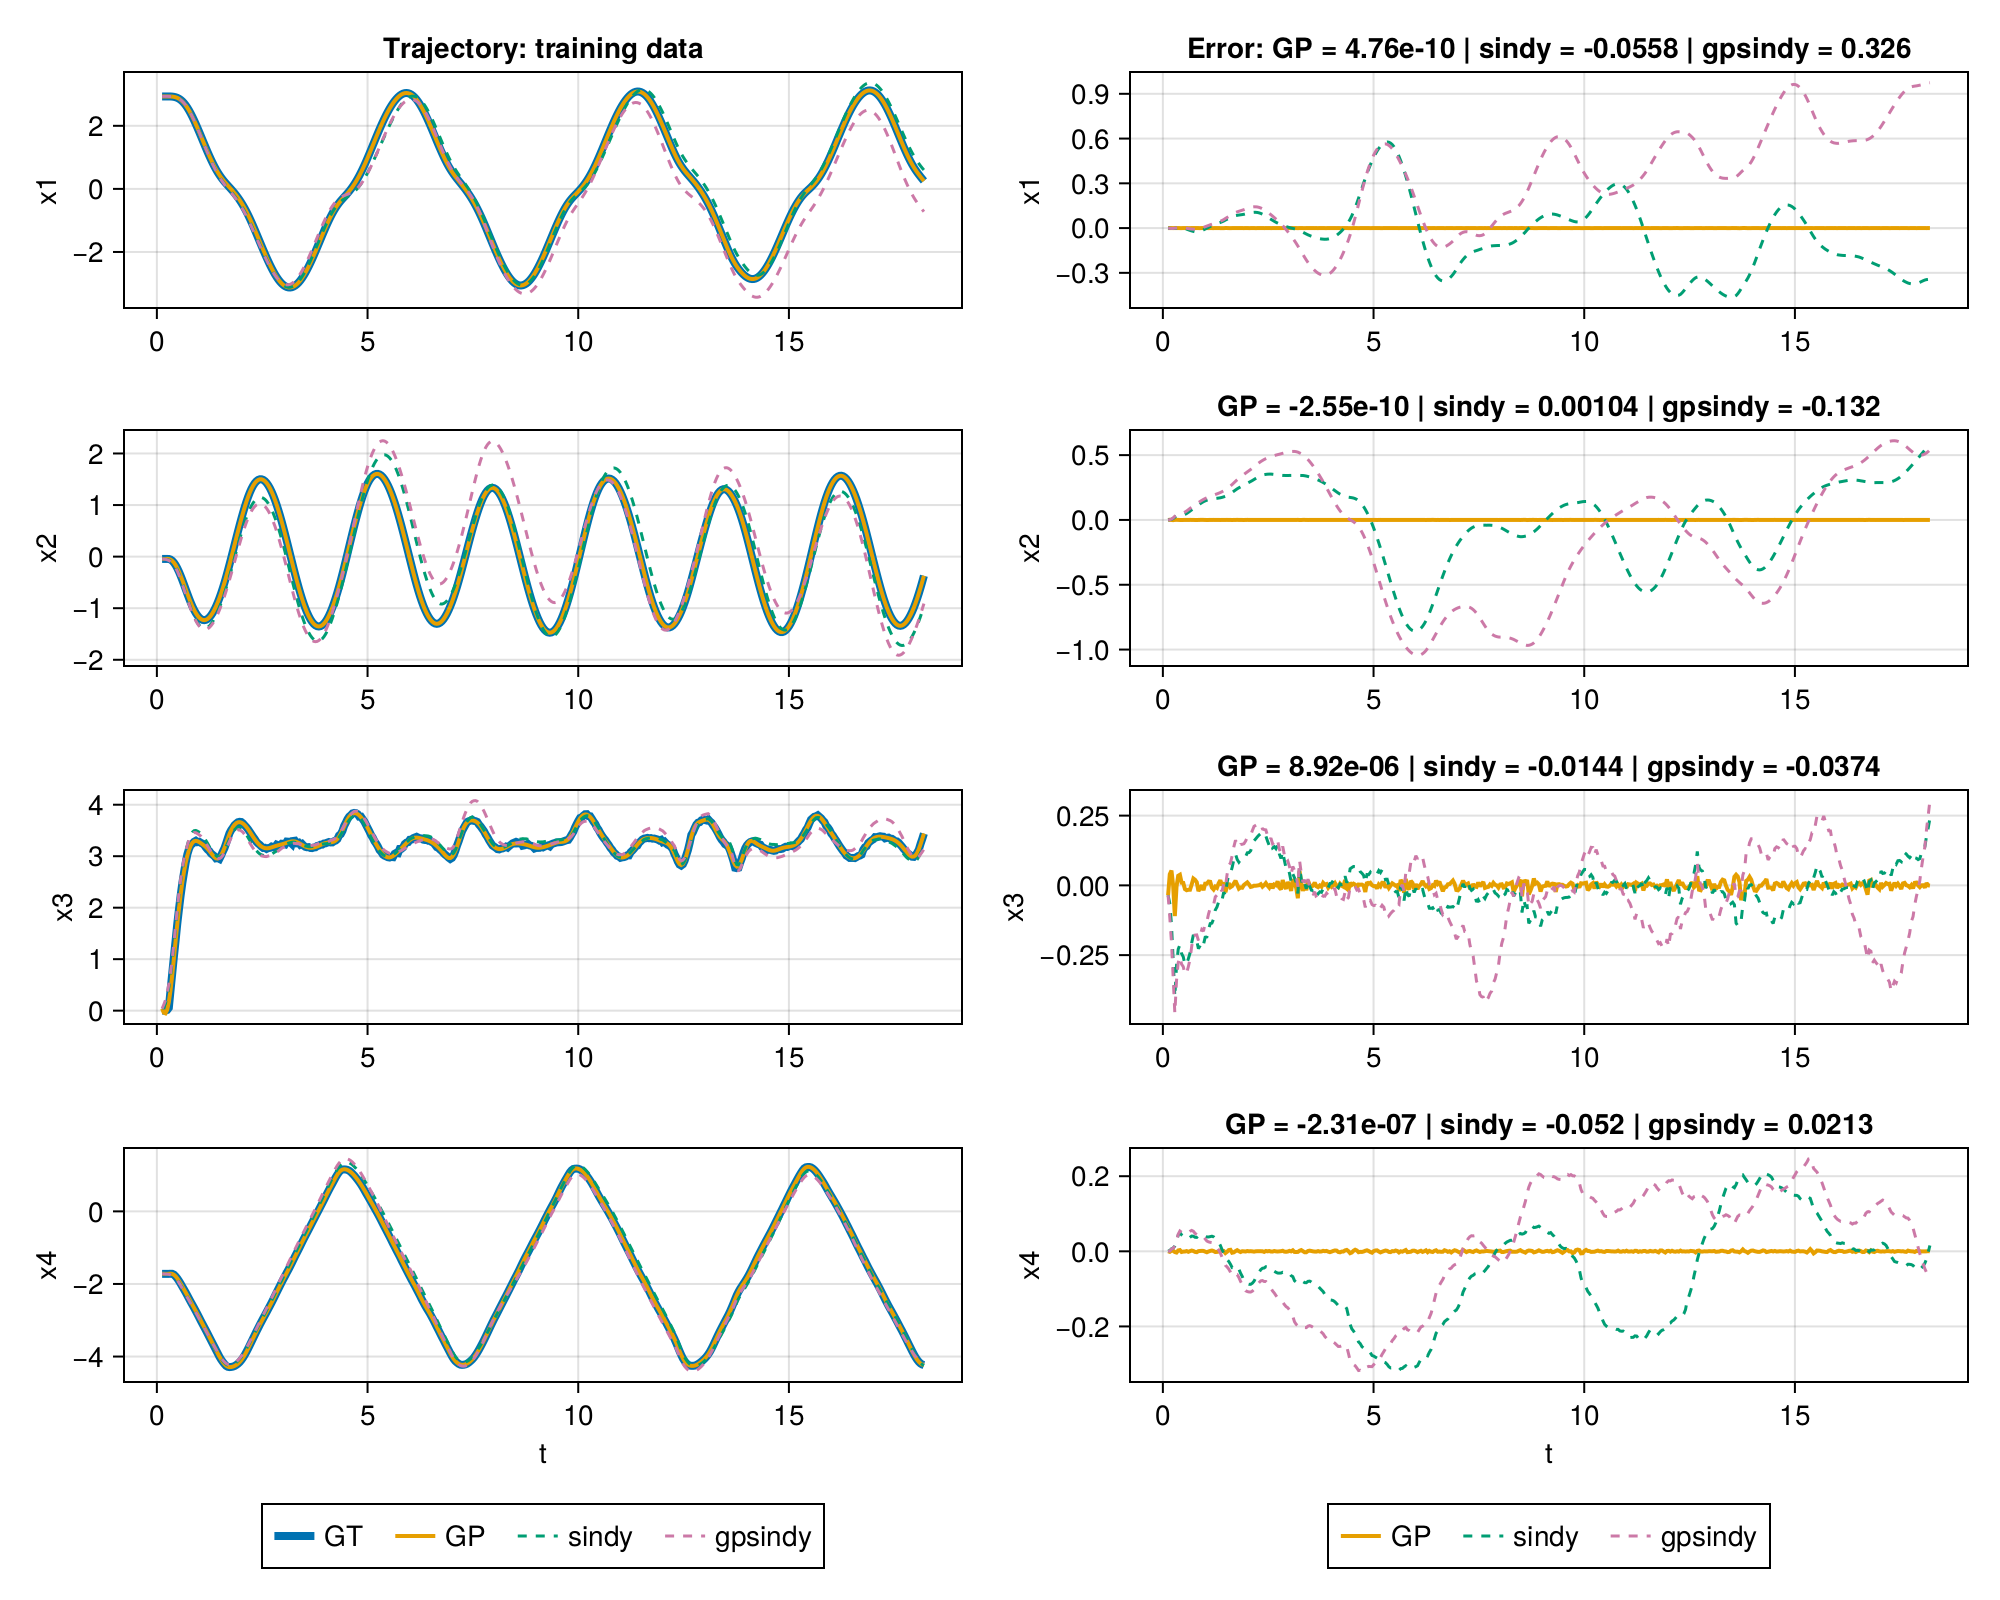 Trajectory: training data
x1
2
0
−2
0 5 10 15
Error: GP = 4.76e-10 | sindy = -0.0558 | gpsindy = 0.326
x1
0.9
0.6
0.3
0.0
−0.3
0 5 10 15
x2
2
1
0
−1
−2
0 5 10 15
GP = -2.55e-10 | sindy = 0.00104 | gpsindy = -0.132
x2
0.5
0.0
−0.5
−1.0
0 5 10 15
x3
4
3
2
1
0
0 5 10 15
GP = 8.92e-06 | sindy = -0.0144 | gpsindy = -0.0374
x3
0.25
0.00
−0.25
0 5 10 15
x4
0
−2
−4
0 5 10 15
t
GP = -2.31e-07 | sindy = -0.052 | gpsindy = 0.0213
x4
0.2
0.0
−0.2
0 5 10 15
t
GT GP sindy gpsindy
GP sindy gpsindy